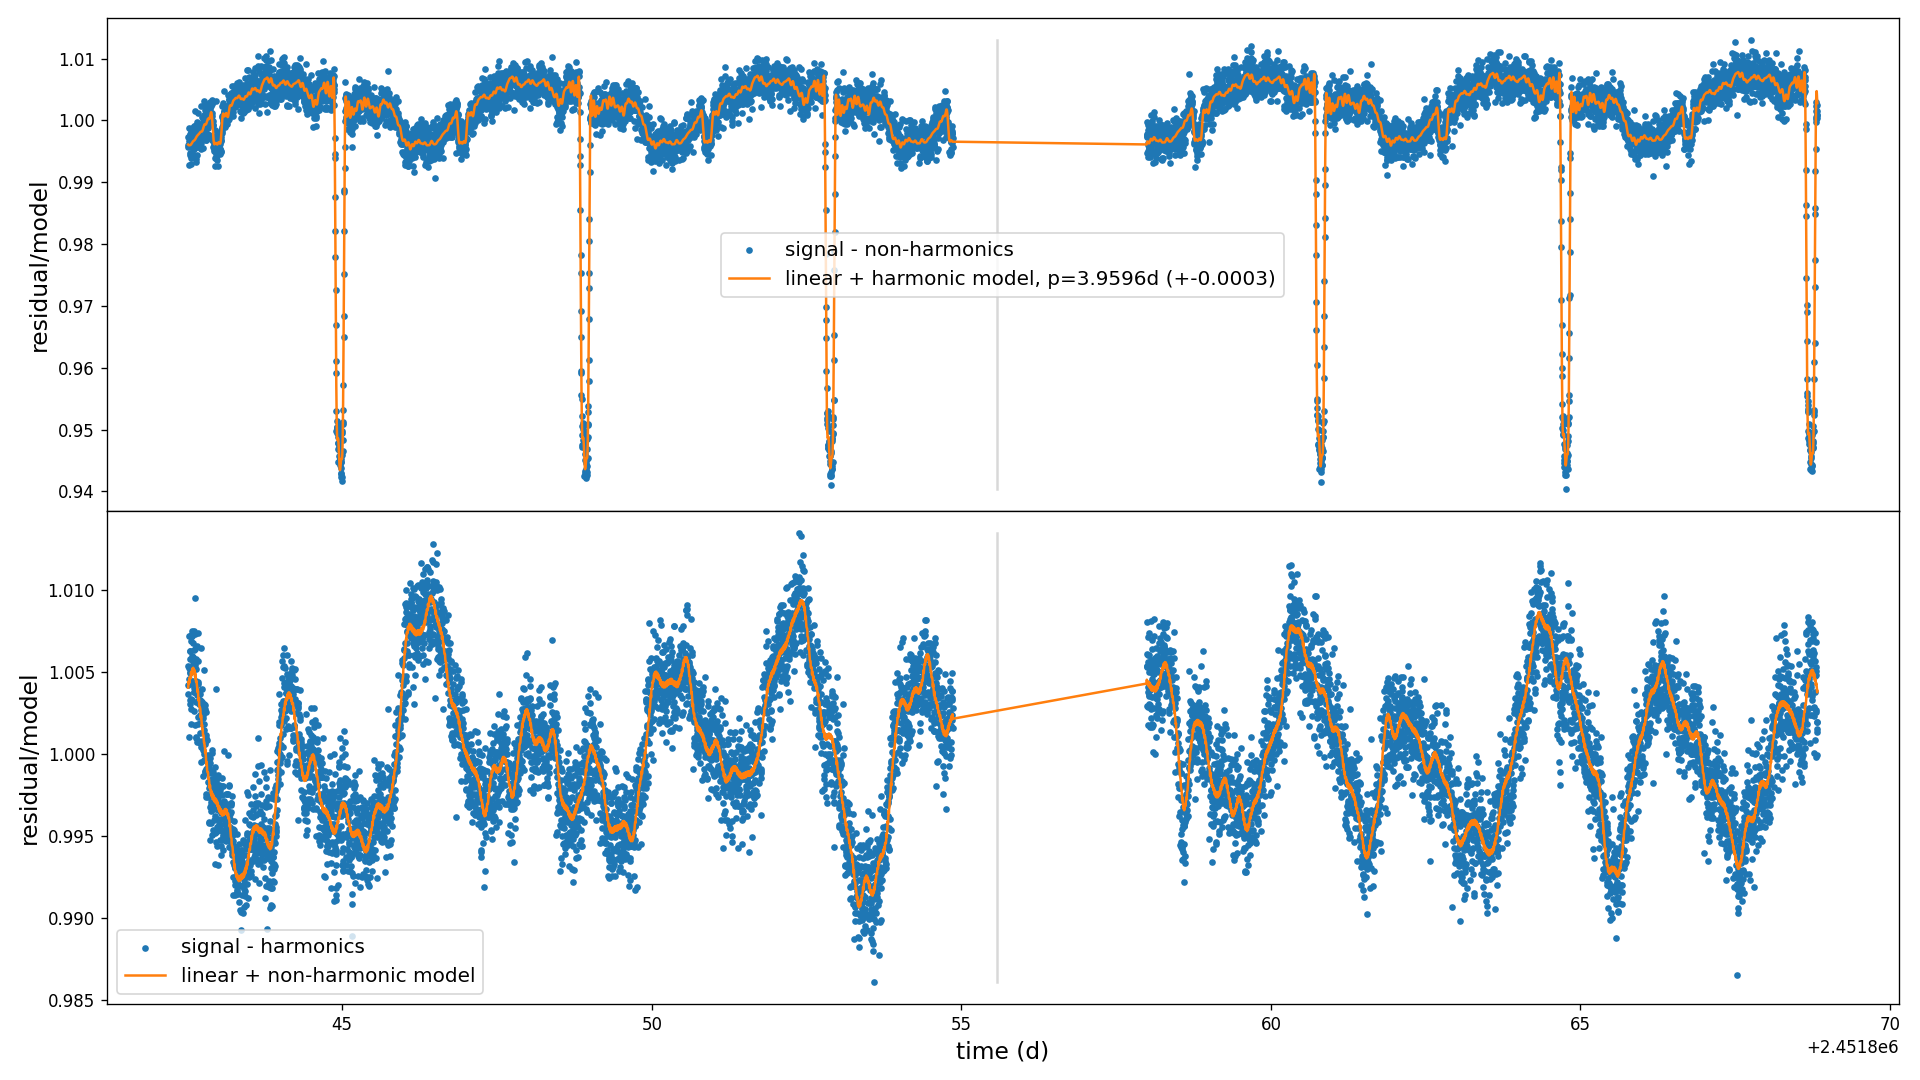 1.01
1.00
0.99
0.98
0.97
0.96
0.95
0.94
residual/model
signal - non-harmonics
linear + harmonic model, p=3.9596d (+-0.0003)
1.010
1.005
1.000
0.995
0.990
0.985
residual/model
signal - harmonics
linear + non-harmonic model
45
50
55
60
65
70
time (d)
+2.4518e6